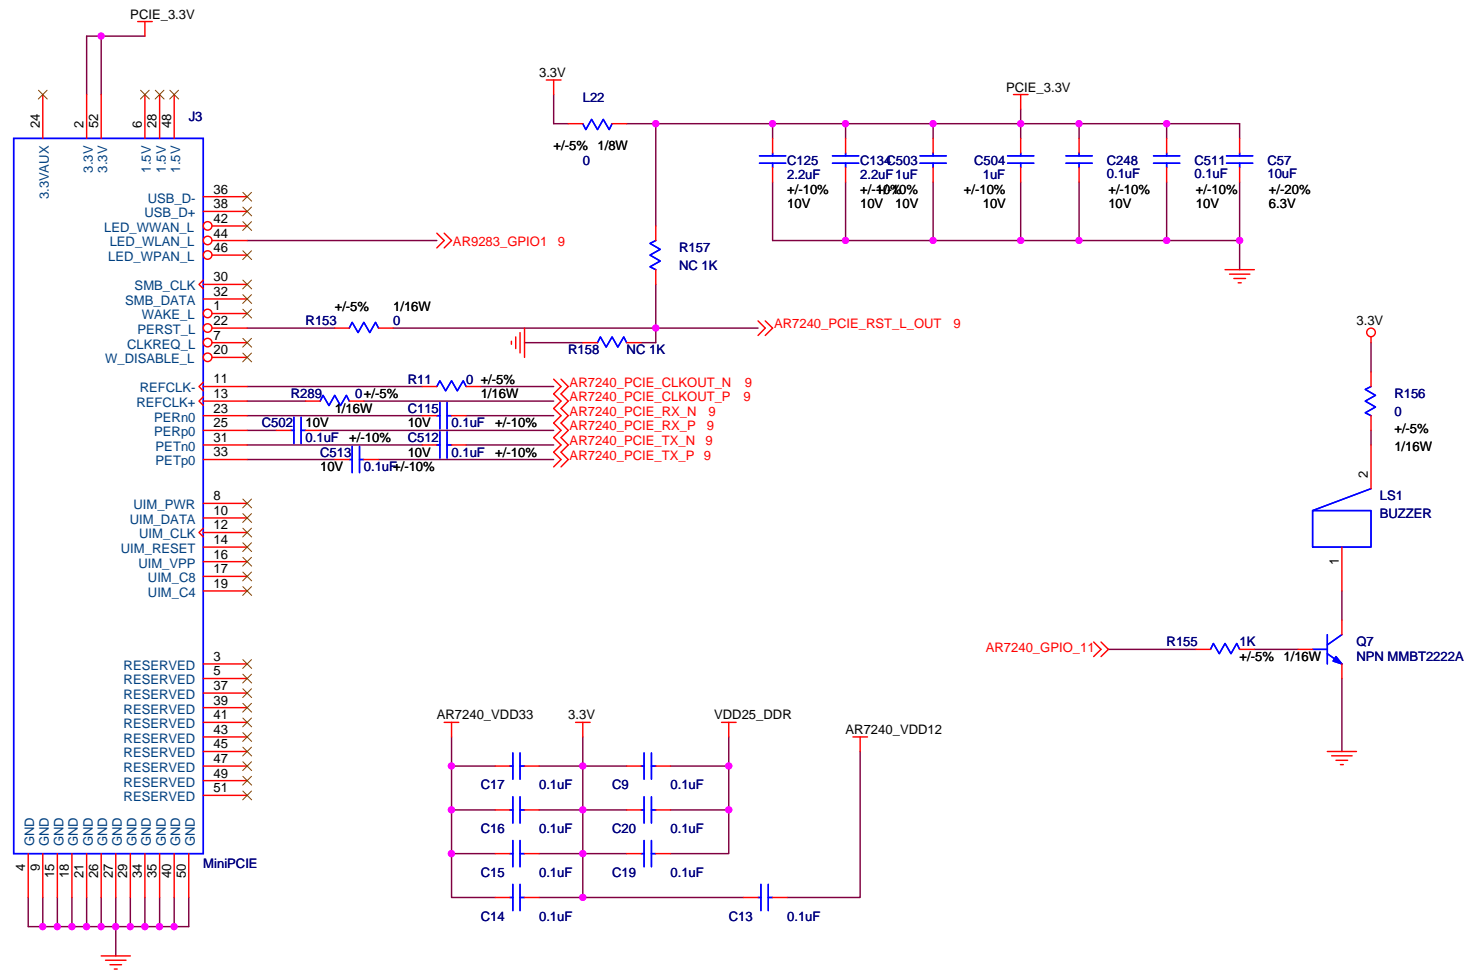 PCIE_3.3V
24
2
52
6
28
48
J3
3.3VAUX
3.3V
3.3V
1.5V
1.5V
1.5V
USB_D- 36
USB_D+ 38
LED_WWAN_L 42
LED_WLAN_L 44
LED_WPAN_L 46
SMB_CLK 30
SMB_DATA 32
WAKE_L 1
PERST_L 22
CLKREQ_L 7
W_DISABLE_L 20
REFCLK- 11
REFCLK+ 13
PERn0 23
PERp0 25
PETn0 31
PETp0 33
UIM_PWR 8
UIM_DATA 10
UIM_CLK 12
UIM_RESET 14
UIM_VPP 16
UIM_C8 17
UIM_C4 19
RESERVED 3
RESERVED 5
RESERVED 37
RESERVED 39
RESERVED 41
RESERVED 43
RESERVED 45
RESERVED 47
RESERVED 49
RESERVED 51
GND GND GND GND GND GND GND GND GND GND GND GND
4 9 15 18 21 26 27 29 34 35 40 50
MiniPCIE
AR9283_GPIO1 9
R153
+/-5% 1/16W
0
R158 NC 1K
R157
NC 1K
AR7240_PCIE_RST_L_OUT 9
R11 0 +/-5%
1/16W
R289 0 +/-5%
1/16W
C115
10V 0.1uF +/-10%
C502 10V
0.1uF +/-10%
C512
10V 0.1uF +/-10%
C513
10V 0.1uF +/-10%
AR7240_PCIE_CLKOUT_N 9
AR7240_PCIE_CLKOUT_P 9
AR7240_PCIE_RX_N 9
AR7240_PCIE_RX_P 9
AR7240_PCIE_TX_N 9
AR7240_PCIE_TX_P 9
3.3V
L22
+/-5% 1/8W
0
PCIE_3.3V
C125
2.2uF
+/-10%
10V
C134
2.2uF
+/-10%
10V
C503
1uF
+/-10%
10V
C504
1uF
+/-10%
10V
C248
0.1uF
+/-10%
10V
C511
0.1uF
+/-10%
10V
C57
10uF
+/-20%
6.3V
3.3V
R156
0
+/-5%
1/16W
2
LS1
BUZZER
1
AR7240_GPIO_11
R155 1K
+/-5% 1/16W
Q7
NPN MMBT2222A
AR7240_VDD33
3.3V
VDD25_DDR
AR7240_VDD12
C17 0.1uF
C9 0.1uF
C16 0.1uF
C20 0.1uF
C15 0.1uF
C19 0.1uF
C14 0.1uF
C13 0.1uF